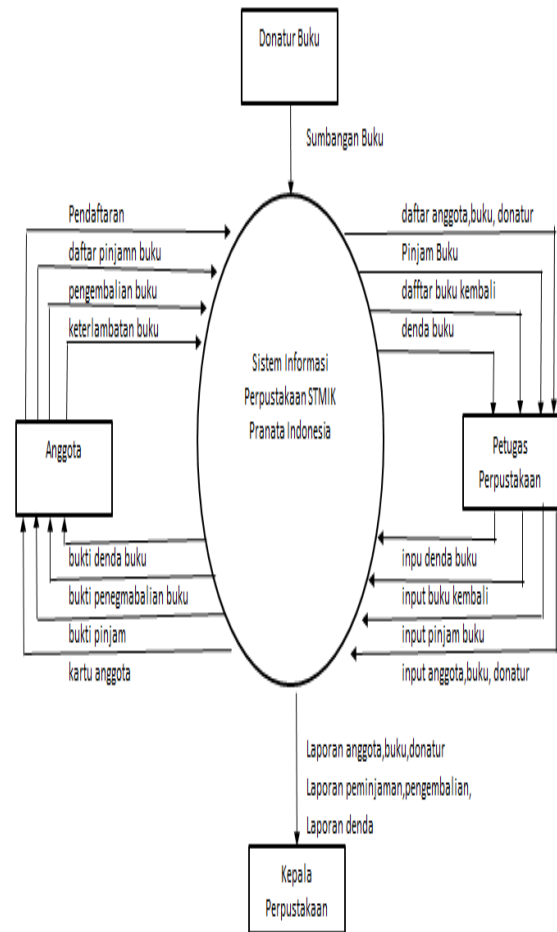 Donatur Buku
Sumbangan Buku
Pendaftaran
daftar pinjamn buku
pengembalian buku
keterlambatan buku
daftar anggota,buku, donatur
Pinjam Buku
dafftar buku kembali
denda buku
Sistem Informasi
Perpustakaan STMIK
Pranata Indonesia
Anggota
Petugas
Perpustakaan
bukti denda buku
bukti penegmabalian buku
bukti pinjam
kartu anggota
inpu denda buku
input buku kembali
input pinjam buku
input anggota,buku, donatur
Laporan anggota,buku,donatur
Laporan peminjaman,pengembalian,
Laporan denda
Kepala
Perpustakaan